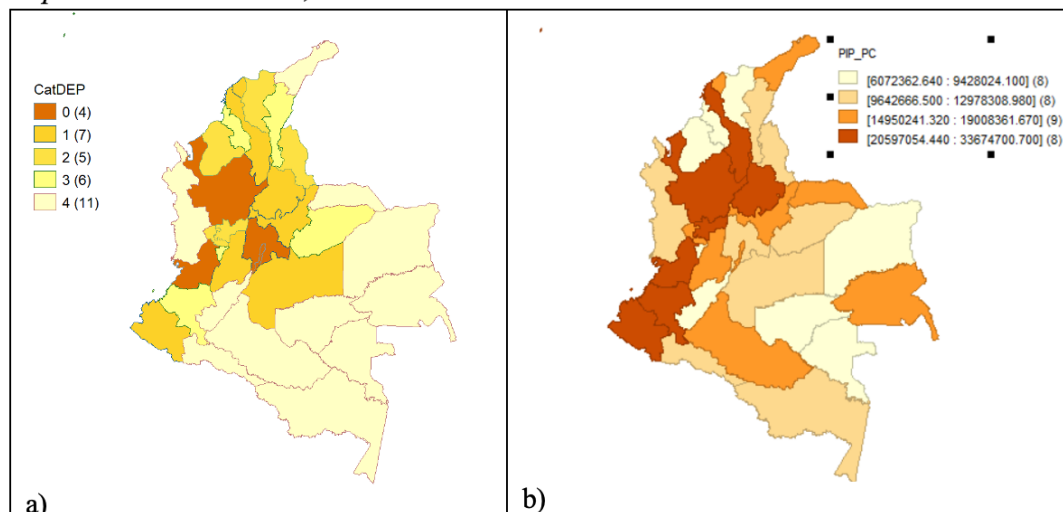 CatDEP
0 (4)
1 (7)
2 (5)
3 (6)
4 (11)
a)
PIP_PC
[6072362.640 : 9428024.100] (8)
[9642666.500 : 12978308.980] (8)
[14950241.320 : 19008361.670] (9)
[20597054.440 : 33674700.700] (8)
b)